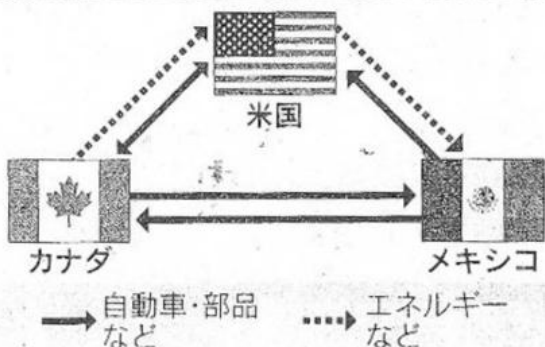 米国
カナダ
メキシコ
自動車・部品
など
エネルギー
など